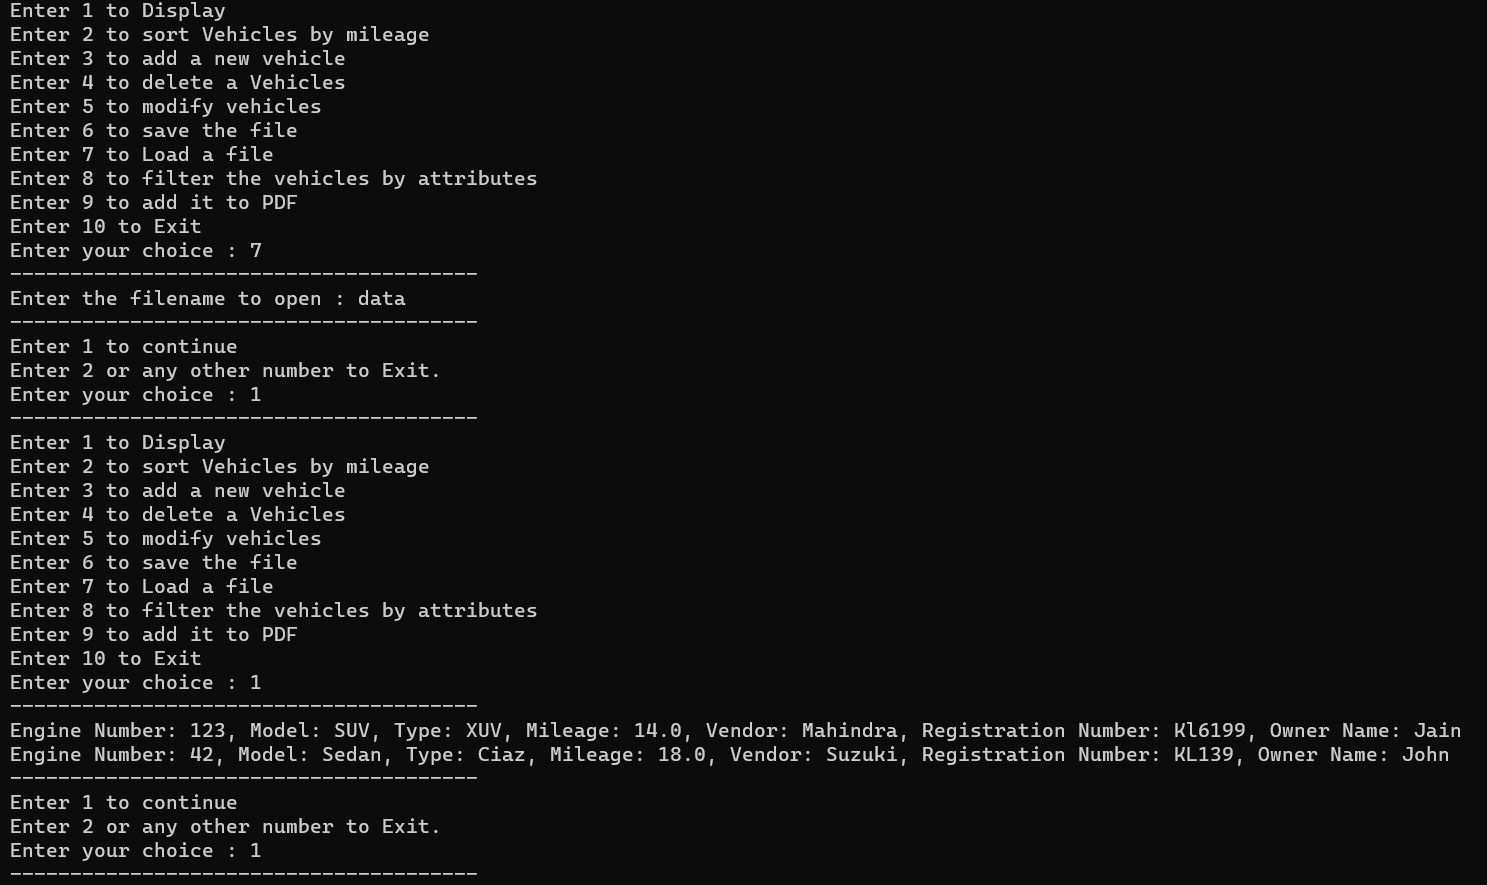 Enter 1 to Display
Enter 2 to sort Vehicles by mileage
Enter 3 to add a new vehicle
Enter 4 to delete a Vehicles
Enter 5 to modify vehicles
Enter 6 to save the file
Enter 7 to Load a file
Enter 8 to filter the vehicles by attributes
Enter 9 to add it to PDF
Enter 10 to Exit
Enter your choice : 7
---------------------------------------
Enter the filename to open : data
---------------------------------------
Enter 1 to continue
Enter 2 or any other number to Exit.
Enter your choice : 1
---------------------------------------
Enter 1 to Display
Enter 2 to sort Vehicles by mileage
Enter 3 to add a new vehicle
Enter 4 to delete a Vehicles
Enter 5 to modify vehicles
Enter 6 to save the file
Enter 7 to Load a file
Enter 8 to filter the vehicles by attributes
Enter 9 to add it to PDF
Enter 10 to Exit
Enter your choice : 1
---------------------------------------
Engine Number: 123, Model: SUV, Type: XUV, Mileage: 14.0, Vendor: Mahindra, Registration Number: Kl6199, Owner Name: Jain
Engine Number: 42, Model: Sedan, Type: Ciaz, Mileage: 18.0, Vendor: Suzuki, Registration Number: KL139, Owner Name: John
---------------------------------------
Enter 1 to continue
Enter 2 or any other number to Exit.
Enter your choice : 1
---------------------------------------